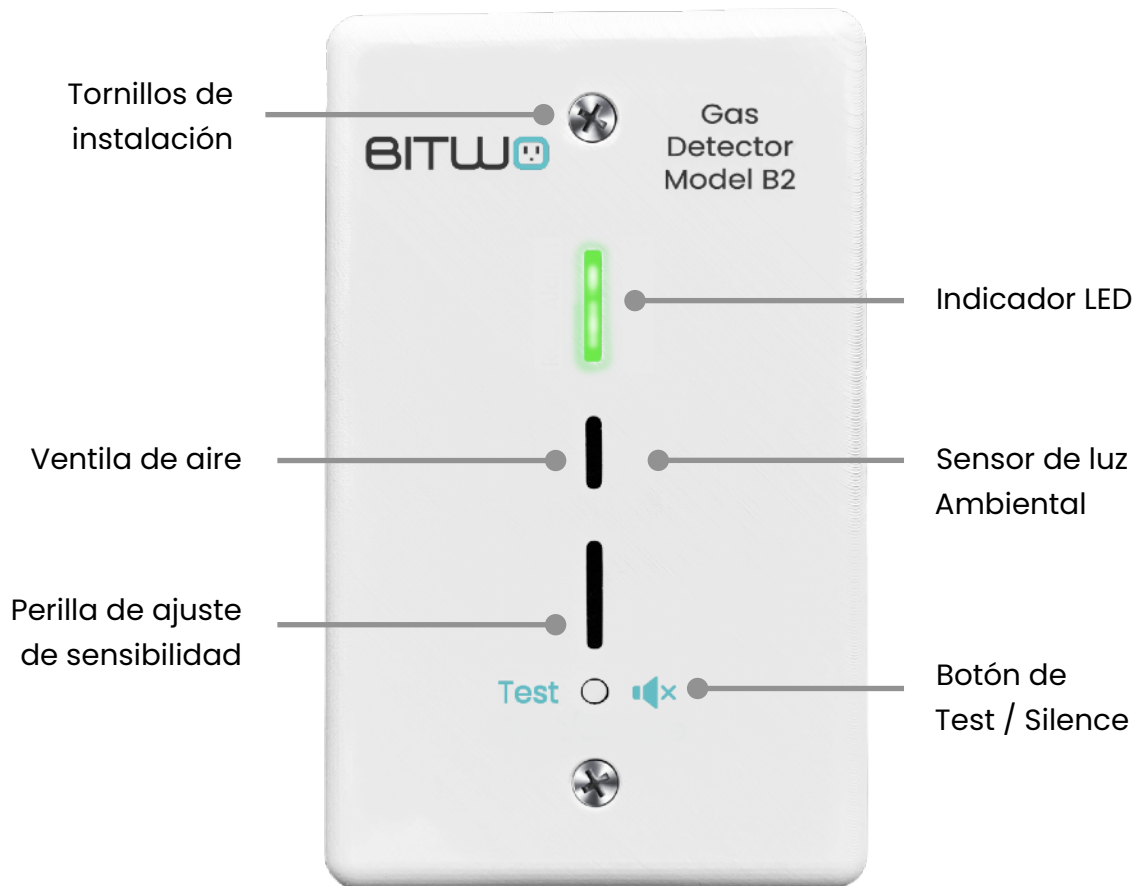 Tornillos de
instalación
BITWO
Gas
Detector
Model B2
Indicador LED
Ventila de aire
Sensor de luz
Ambiental
Perilla de ajuste
de sensibilidad
Test
Botón de
Test / Silence